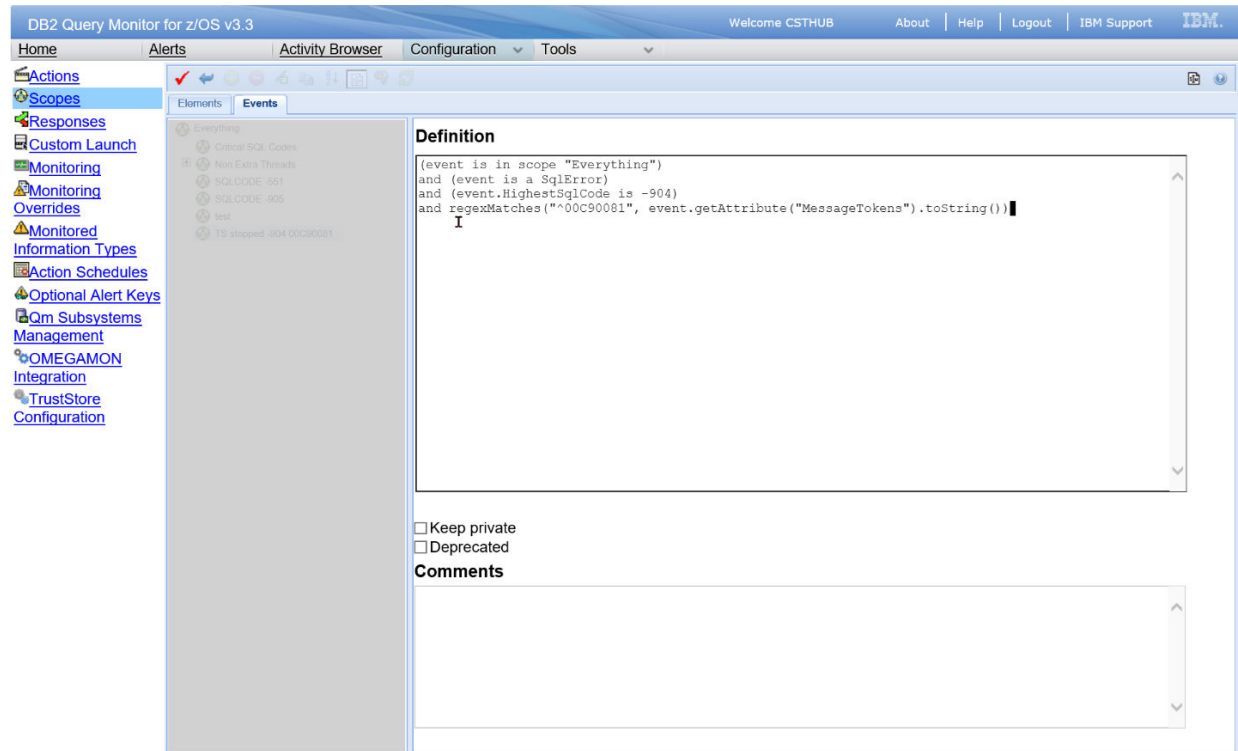 DB2 Query Monitor for z/OS v3.3
Welcome CSTHUB About Help Logout IBM Support IBM.
Home Alerts Activity Browser Configuration Tools
Actions
Scopes
Responses
Custom Launch
Monitoring
Monitoring
Overrides
Monitored
Information Types
Action Schedules
Optional Alert Keys
Qm Subsystems
Management
OMEGAMON
Integration
TrustStore
Configuration
Elements Events
Everything
Critical SQL Codes
Non Extra Threads
SQLCODE -551
SQLCODE -905
test
TS stopped -904 00C90081
Definition
(event is in scope "Everything")
and (event is a SqlError)
and (event.HighestSqlCode is -904)
and regexMatches("^00C90081", event.getAttribute("MessageTokens").toString())
Keep private
Deprecated
Comments